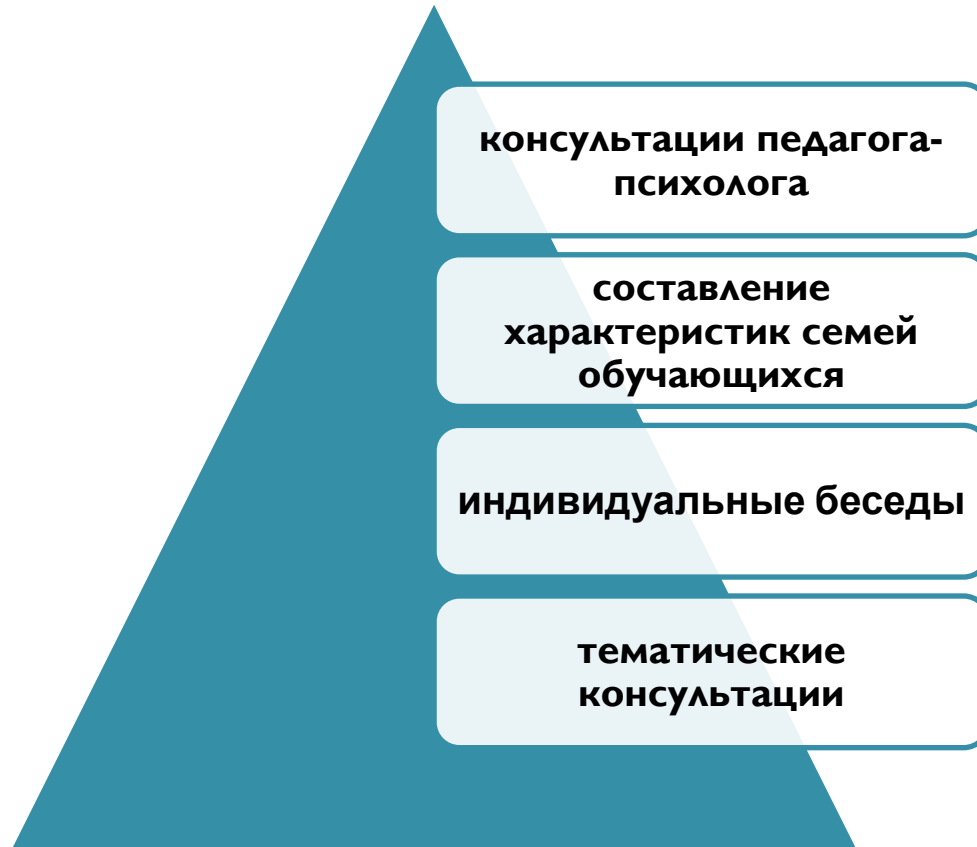 консультации педагога-
психолога
составление
характеристик семей
обучающихся
индивидуальные беседы
тематические
консультации